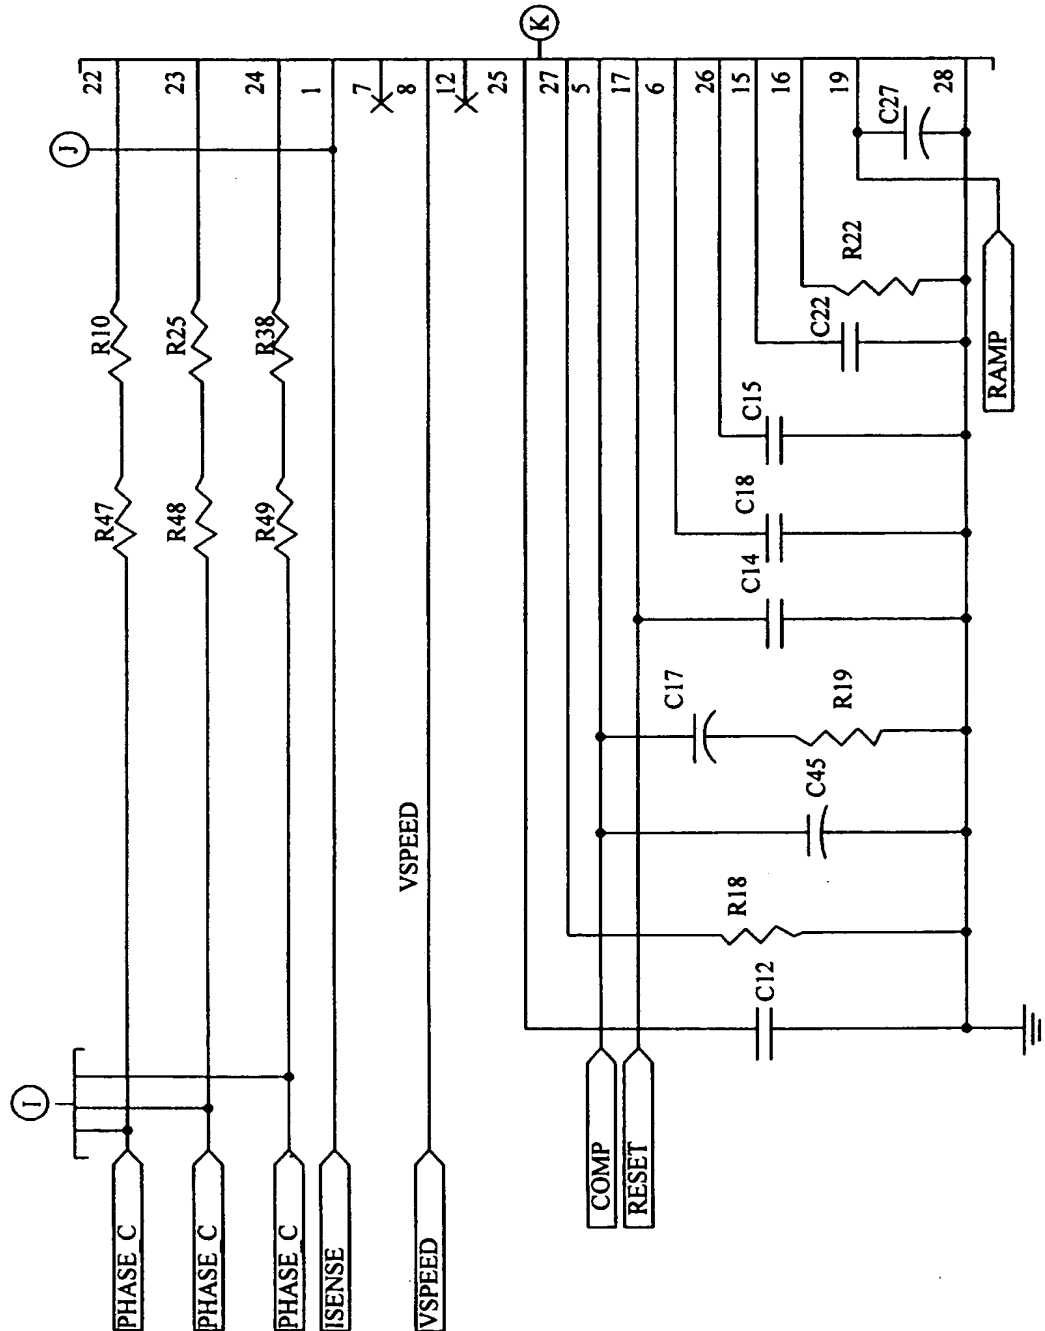 J
K
I
22
23
24
1
7
8
12
25
27
5
17
6
26
15
16
19
28
R10
R25
R38
R47
R48
R49
VSPEED
C27
R22
C22
C15
C18
C14
C17
R19
C45
R18
C12
RAMP
COMP
RESET
PHASE C
PHASE C
PHASE C
ISENSE
VSPEED